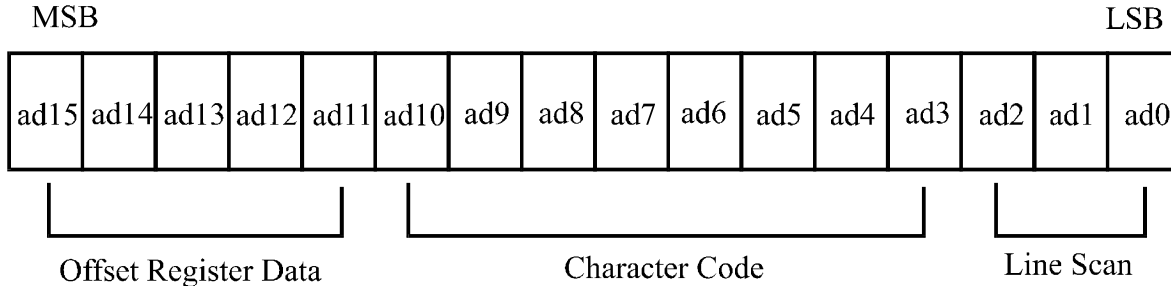 MSB LSB
ad15 ad14 ad13 ad12 ad11 ad10 ad9 ad8 ad7 ad6 ad5 ad4 ad3 ad2 ad1 ad0
Offset Register Data Character Code Line Scan